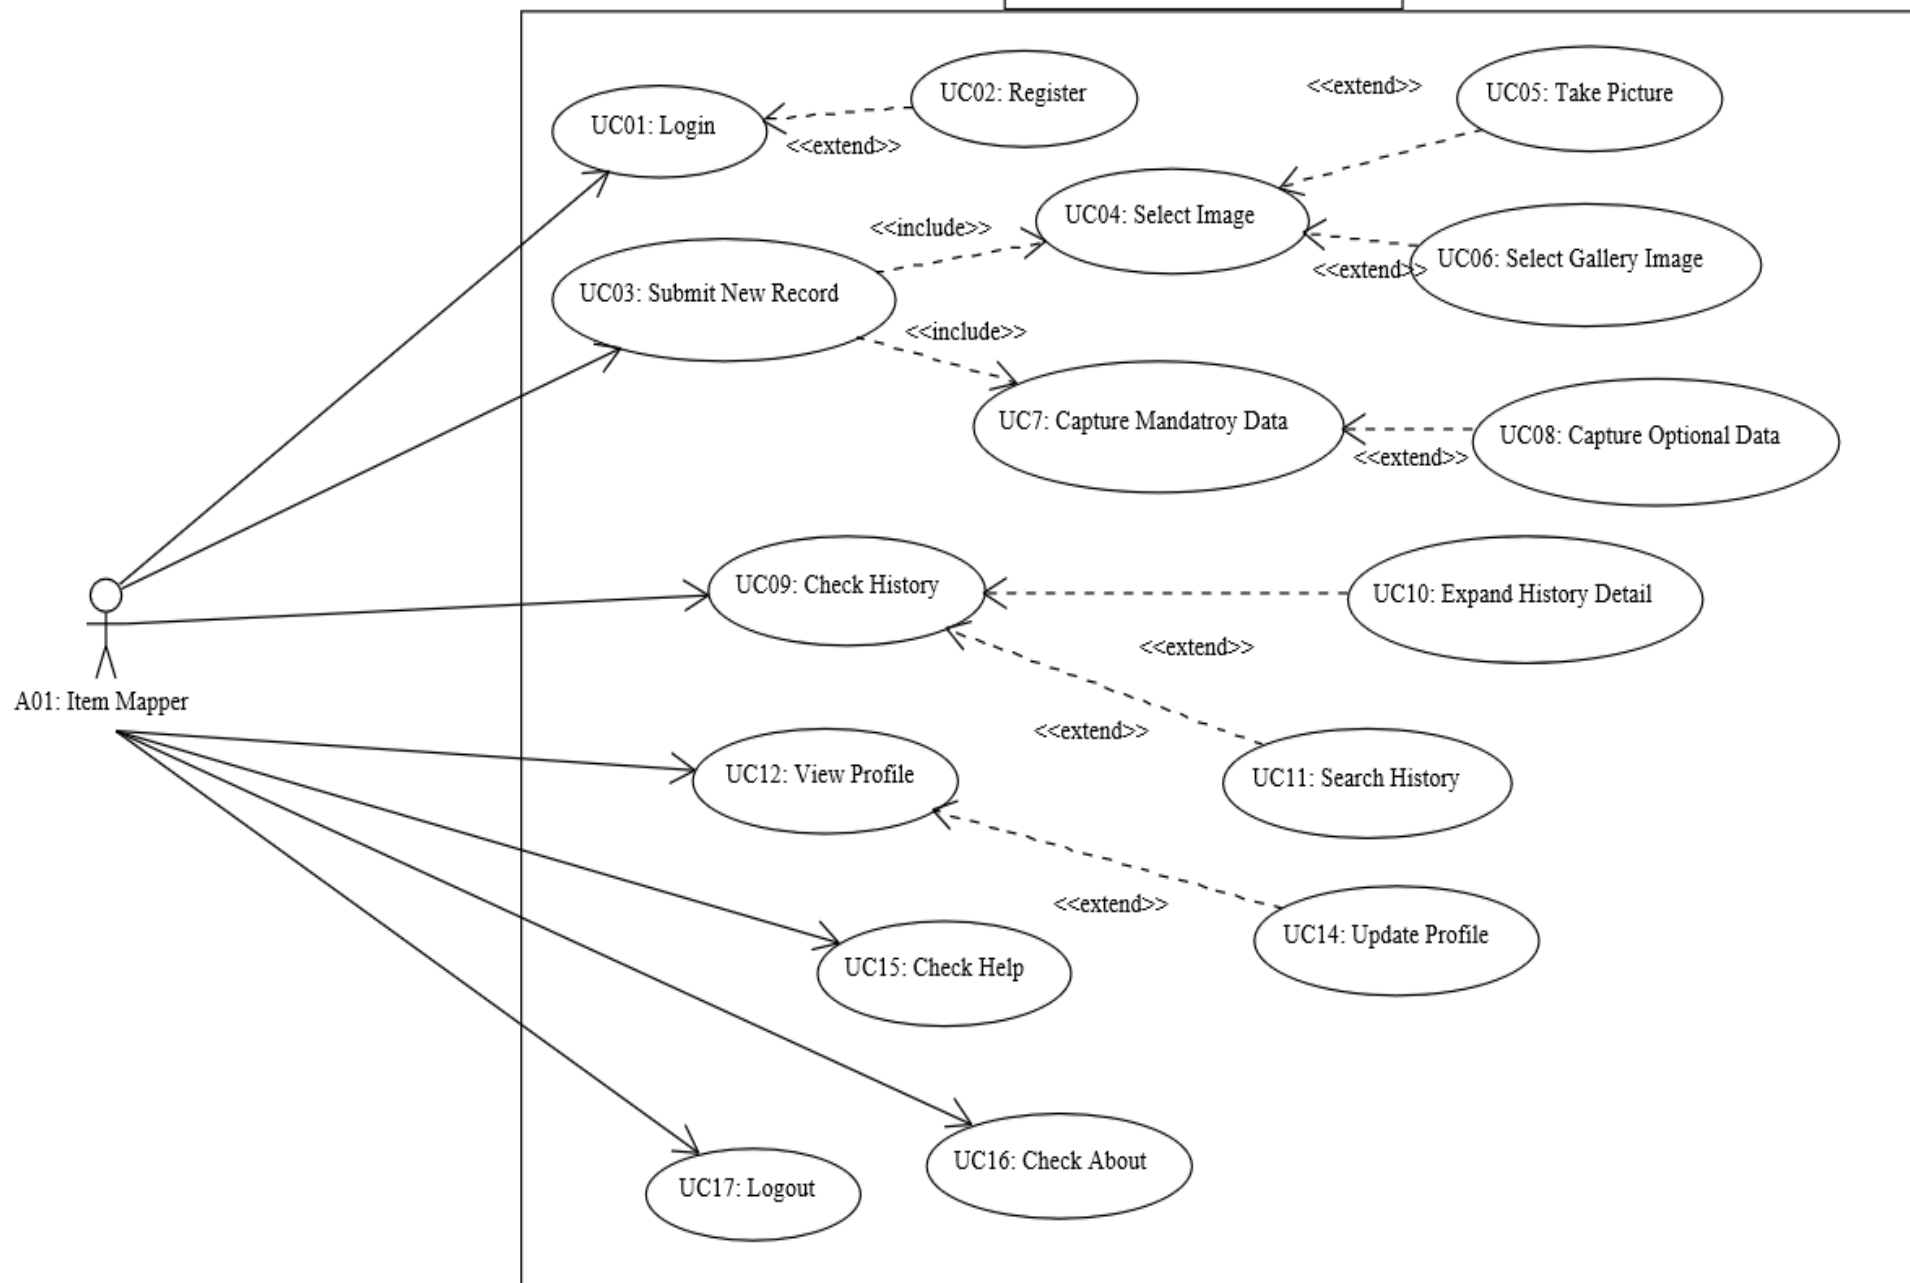 UC01: Login
UC02: Register
<<extend>>
<<extend>>
UC05: Take Picture
UC04: Select Image
<<include>>
UC03: Submit New Record
<<extend>>
UC06: Select Gallery Image
<<include>>
UC7: Capture Mandatroy Data
UC08: Capture Optional Data
<<extend>>
UC09: Check History
UC10: Expand History Detail
<<extend>>
A01: Item Mapper
<<extend>>
UC12: View Profile
UC11: Search History
<<extend>>
UC14: Update Profile
UC15: Check Help
UC16: Check About
UC17: Logout